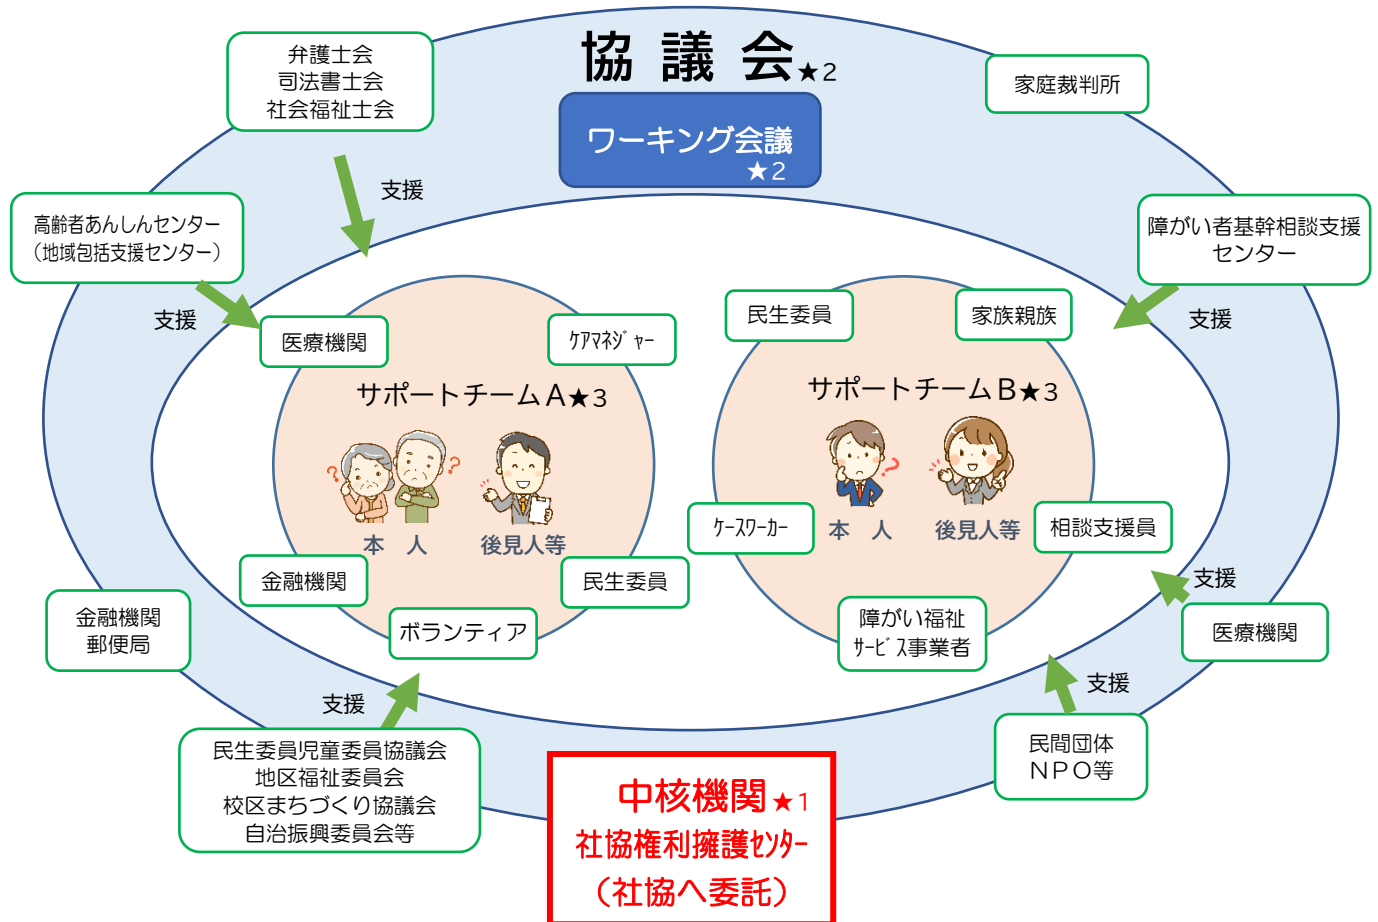 協 議 会★2
ワーキング会議
★2
弁護士会
司法書士会
社会福祉士会
家庭裁判所
支援
高齢者あんしんセンター
（地域包括支援センター）
支援
障がい者基幹相談支援
センター
支援
医療機関
ｹｱﾏﾈｼﾞｬｰ
サポートチームA★3
?
?
本 人
後見人等
金融機関
民生委員
ボランティア
民生委員
家族親族
サポートチームB★3
?
ｹｰｽﾜｰｶｰ
本 人
後見人等
相談支援員
障がい福祉
ｻｰﾋﾞｽ事業者
金融機関
郵便局
支援
医療機関
支援
民生委員児童委員協議会
地区福祉委員会
校区まちづくり協議会
自治振興委員会等
支援
民間団体
ＮＰＯ等
中核機関★1
社協権利擁護ｾﾝﾀｰ
（社協へ委託）